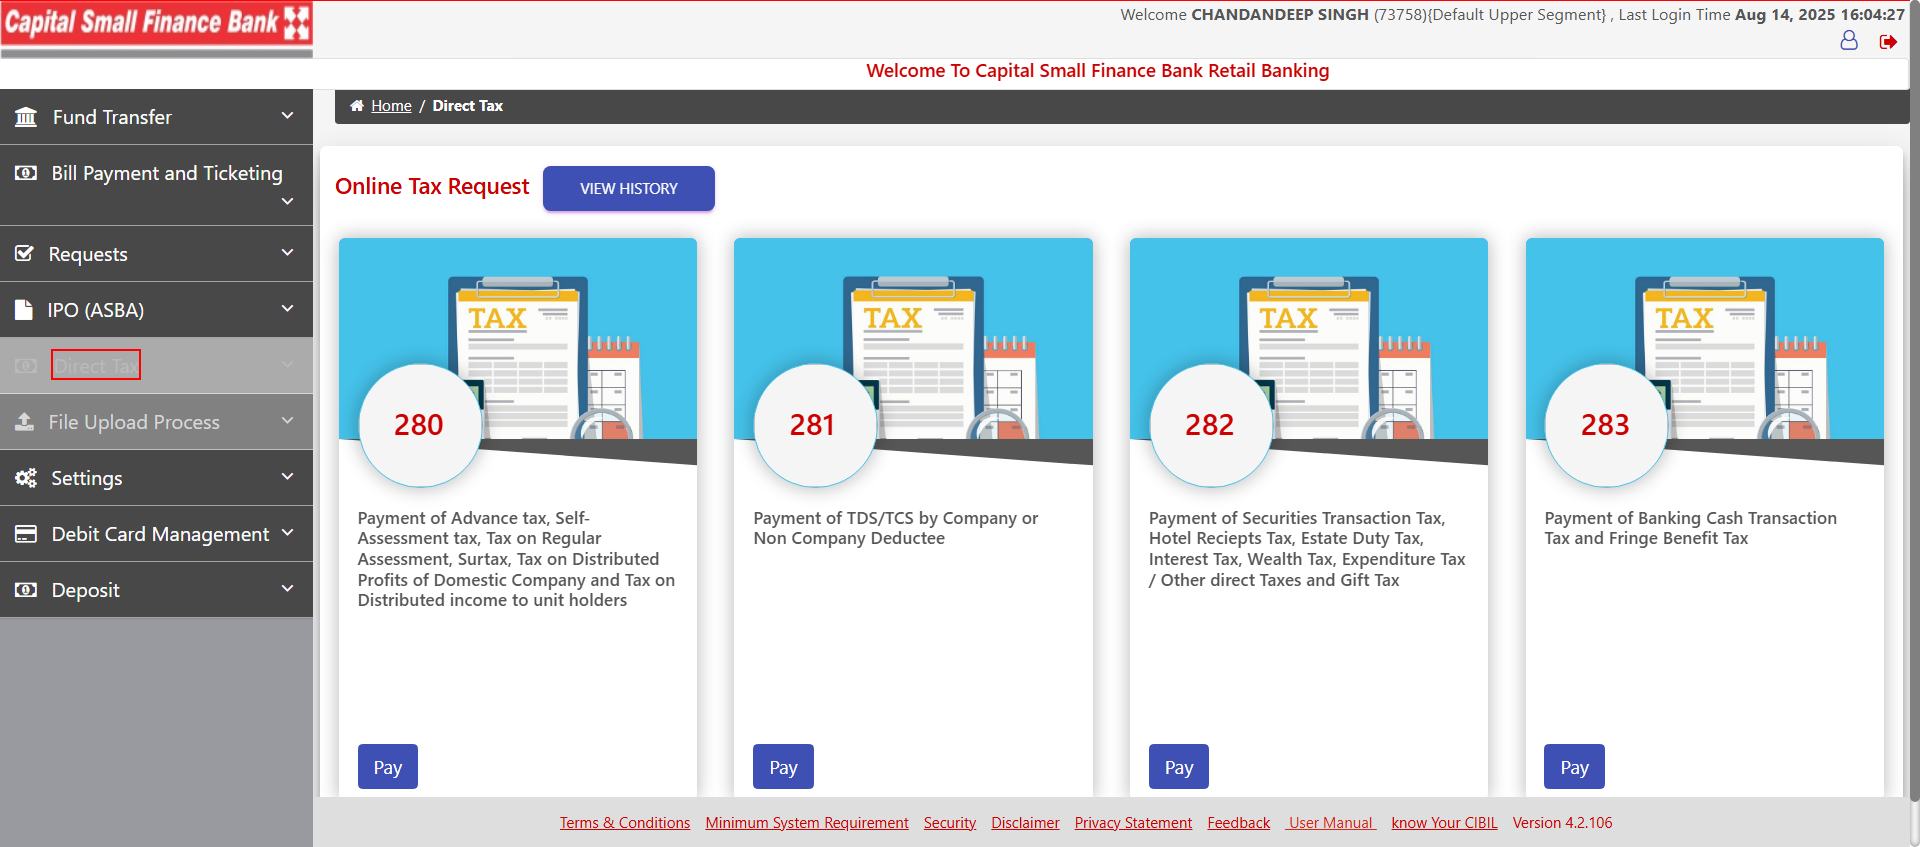 Capital Small Finance Bank
Welcome CHANDANDEEP SINGH (73758){Default Upper Segment} , Last Login Time Aug 14, 2025 16:04:27
Welcome To Capital Small Finance Bank Retail Banking
Fund Transfer
Bill Payment and Ticketing
Requests
IPO (ASBA)
Direct Tax
File Upload Process
Settings
Debit Card Management
Deposit
Home / Direct Tax
Online Tax Request
VIEW HISTORY
TAX
280
Payment of Advance tax, Self-
Assessment tax, Tax on Regular
Assessment, Surtax, Tax on Distributed
Profits of Domestic Company and Tax on
Distributed income to unit holders
Pay
TAX
281
Payment of TDS/TCS by Company or
Non Company Deductee
Pay
TAX
282
Payment of Securities Transaction Tax,
Hotel Reciepts Tax, Estate Duty Tax,
Interest Tax, Wealth Tax, Expenditure Tax
/ Other direct Taxes and Gift Tax
Pay
TAX
283
Payment of Banking Cash Transaction
Tax and Fringe Benefit Tax
Pay
Terms & Conditions Minimum System Requirement Security Disclaimer Privacy Statement Feedback User Manual know Your CIBIL Version 4.2.106